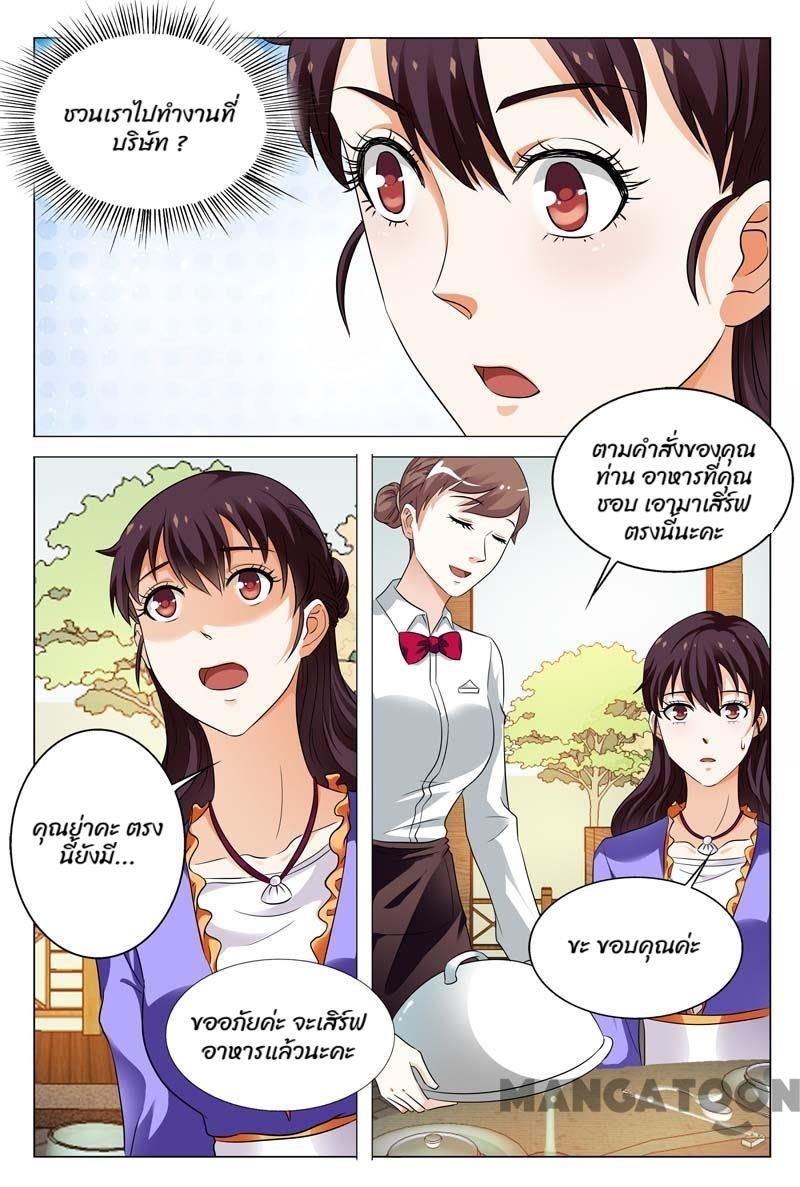 ชวนเราไปทำงานที่
บริษัท ?
คุณย่าคะ ตรง
นี้ยังมี...
ขออภัยค่ะ จะเสิร์ฟ
อาหารแล้วนะคะ
ตามคำสั่งของคุณ
ท่าน อาหารที่คุณ
ชอบ เอามาเสิร์ฟ
ตรงนี้นะคะ
ขะ ขอบคุณค่ะ
MANGATOON